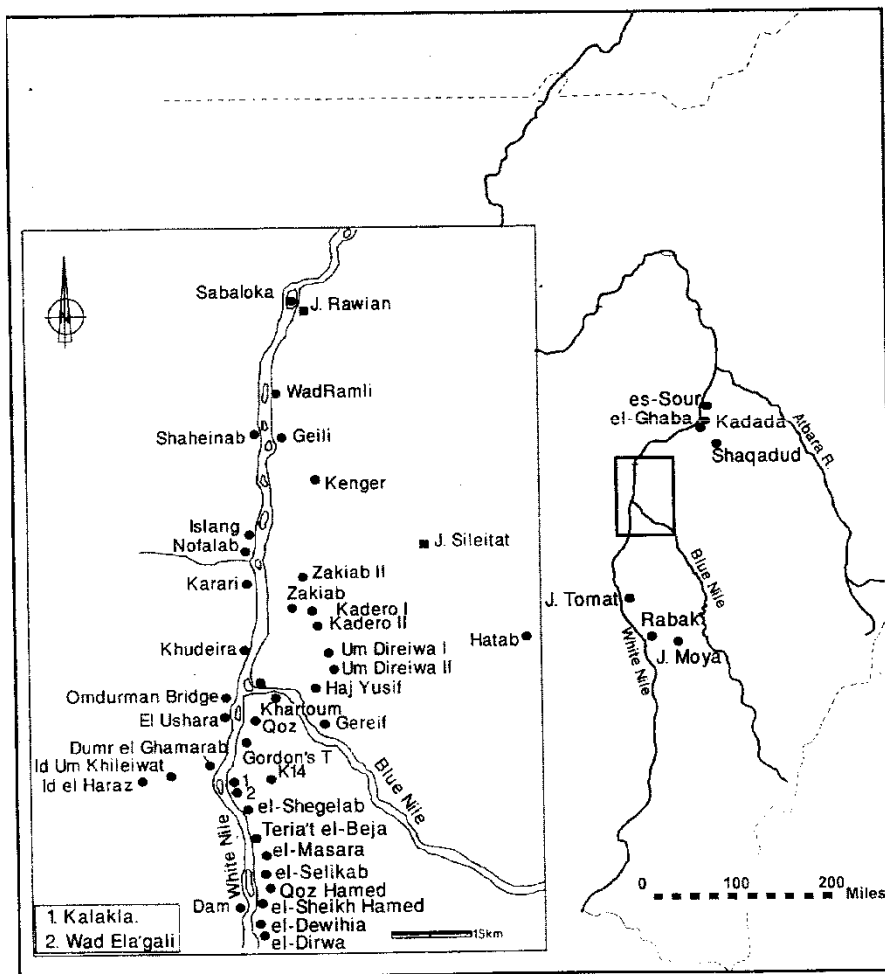 Sabaloka
J. Rawian
WadRamli
Shaheinab
Geili
Kenger
Islang
Nofalab
J. Sileitat
Karari
Zakiab II
Zakiab
Kadero I
Kadero II
Khudeira
Um Direiwa I
Hatab
Um Direiwa II
Omdurman Bridge
Haj Yusif
El Ushara
Khartoum
Qoz
Gereif
Dumr el Ghamarab
Gordon's T
Id Um Khileiwat
K14
Id el Haraz
1
2
el-Shegelab
Blue Nile
White Nile
Teria't el-Beja
el-Masara
el-Selikab
Qoz Hamed
Dam
el-Sheikh Hamed
el-Dewihia
el-Dirwa
1. Kalakla.
2. Wad Ela'gali
15km
es-Sour
el-Ghaba
Kadada
Shaqadud
Atbara R.
Blue Nile
J. Tomat
Rabak
J. Moya
White Nile
0 100 200 Miles